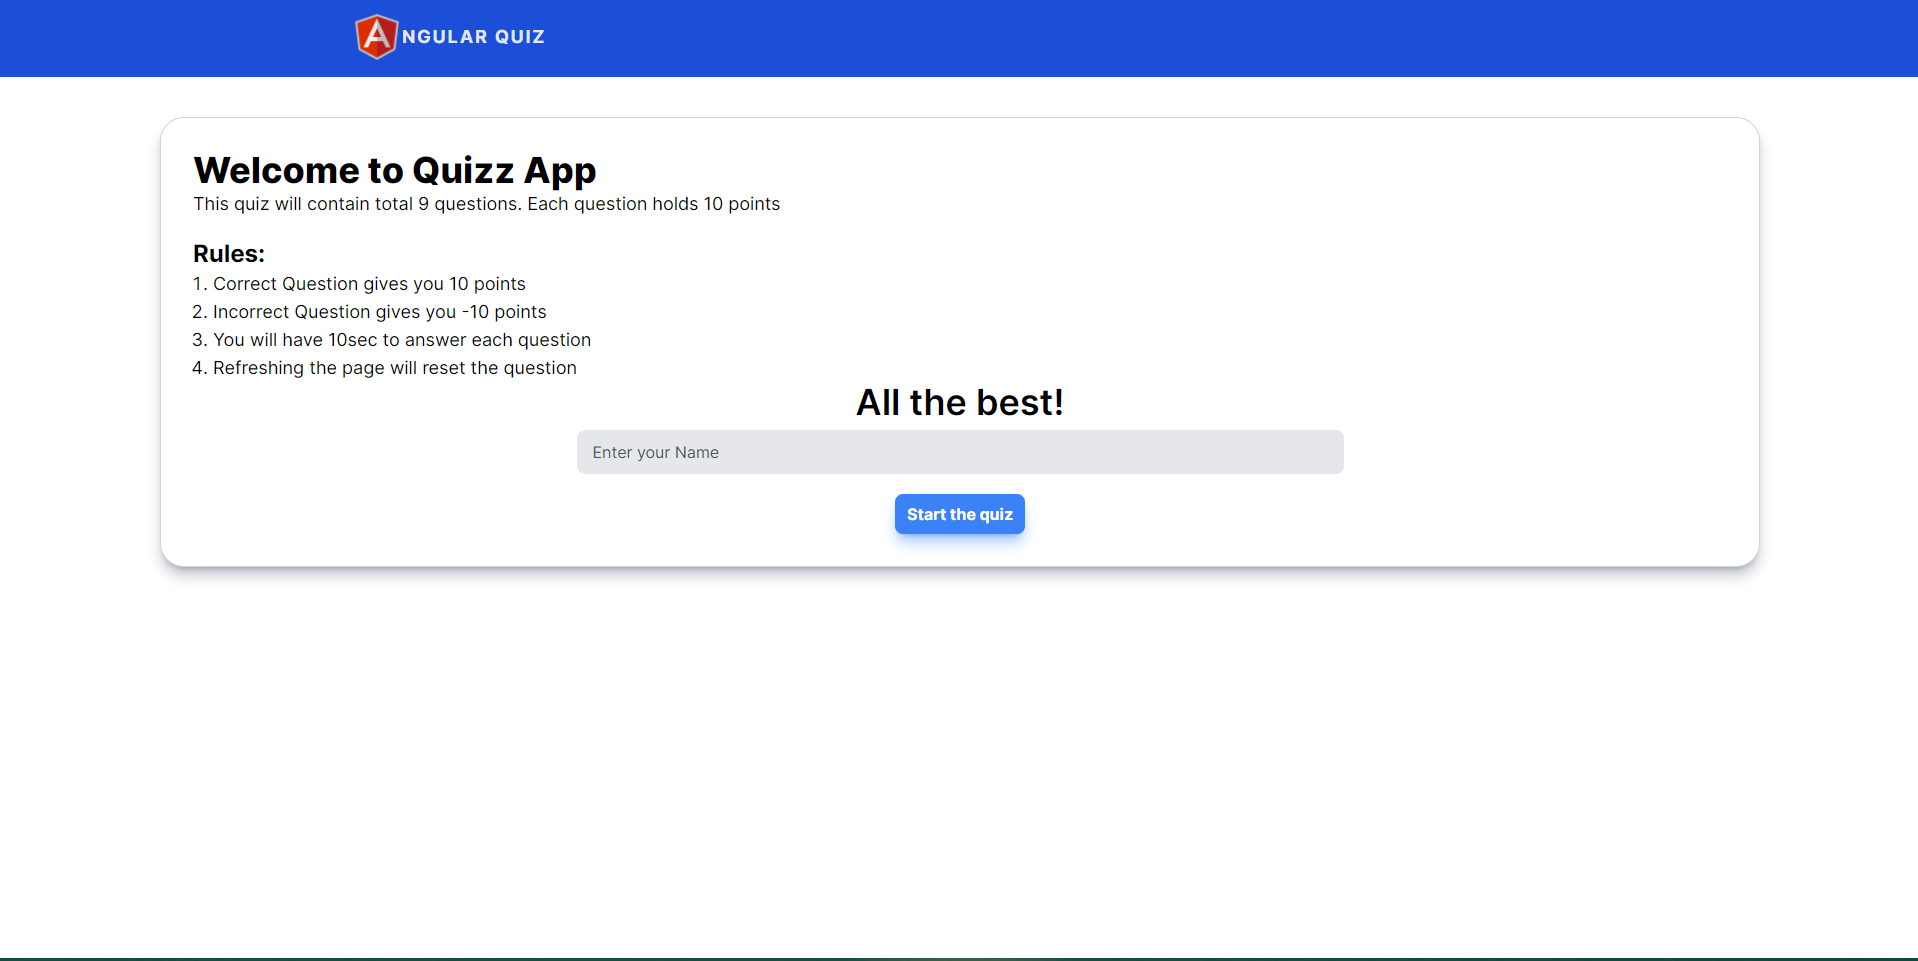 ANGULAR QUIZ
Welcome to Quizz App
This quiz will contain total 9 questions. Each question holds 10 points
Rules:
1. Correct Question gives you 10 points
2. Incorrect Question gives you -10 points
3. You will have 10sec to answer each question
4. Refreshing the page will reset the question
All the best!
Enter your Name
Start the quiz